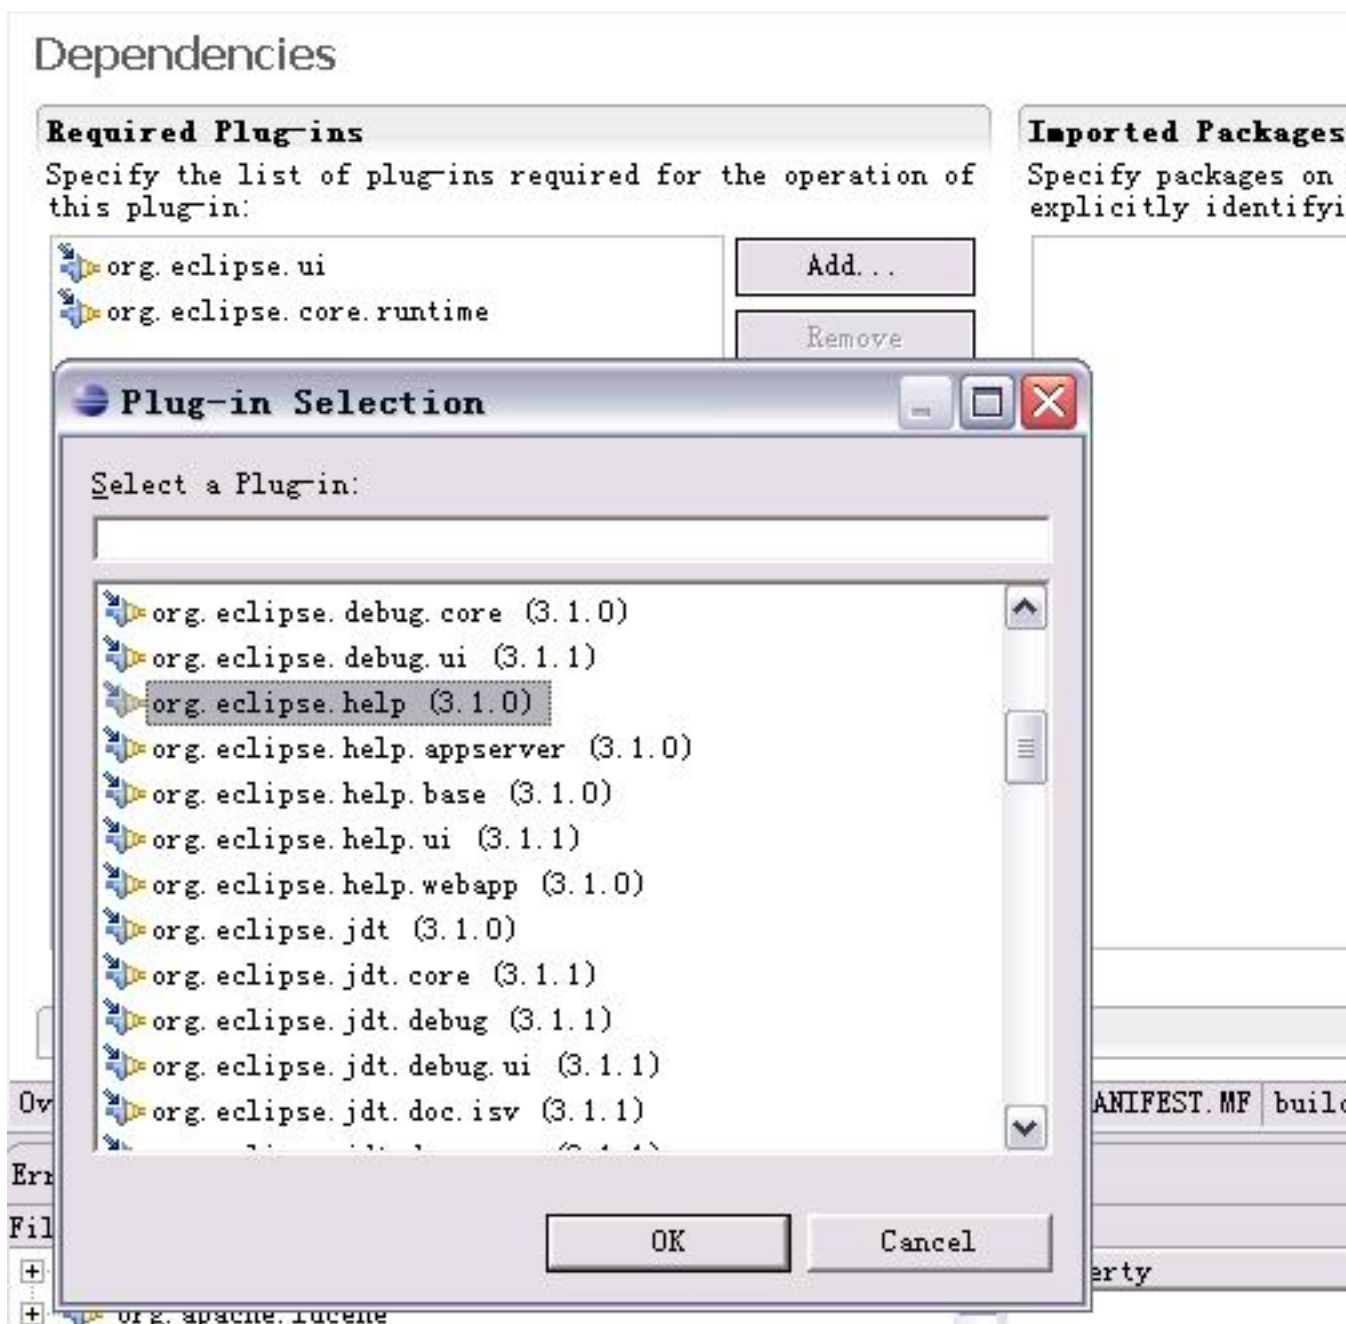 Dependencies
Required Plug-ins
Specify the list of plug-ins required for the operation of
this plug-in:
org.eclipse.ui
org.eclipse.core.runtime
Add...
Remove
Imported Packages
Specify packages on
explicitly identifyi
Plug-in Selection
Select a Plug-in:
org.eclipse.debug.core (3.1.0)
org.eclipse.debug.ui (3.1.1)
org.eclipse.help (3.1.0)
org.eclipse.help.appserver (3.1.0)
org.eclipse.help.base (3.1.0)
org.eclipse.help.ui (3.1.1)
org.eclipse.help.webapp (3.1.0)
org.eclipse.jdt (3.1.0)
org.eclipse.jdt.core (3.1.1)
org.eclipse.jdt.debug (3.1.1)
org.eclipse.jdt.debug.ui (3.1.1)
org.eclipse.jdt.doc.isv (3.1.1)
OK
Cancel
Ov
ANIFEST.MF
build
Err
Fil
erty
org.apache.lucene